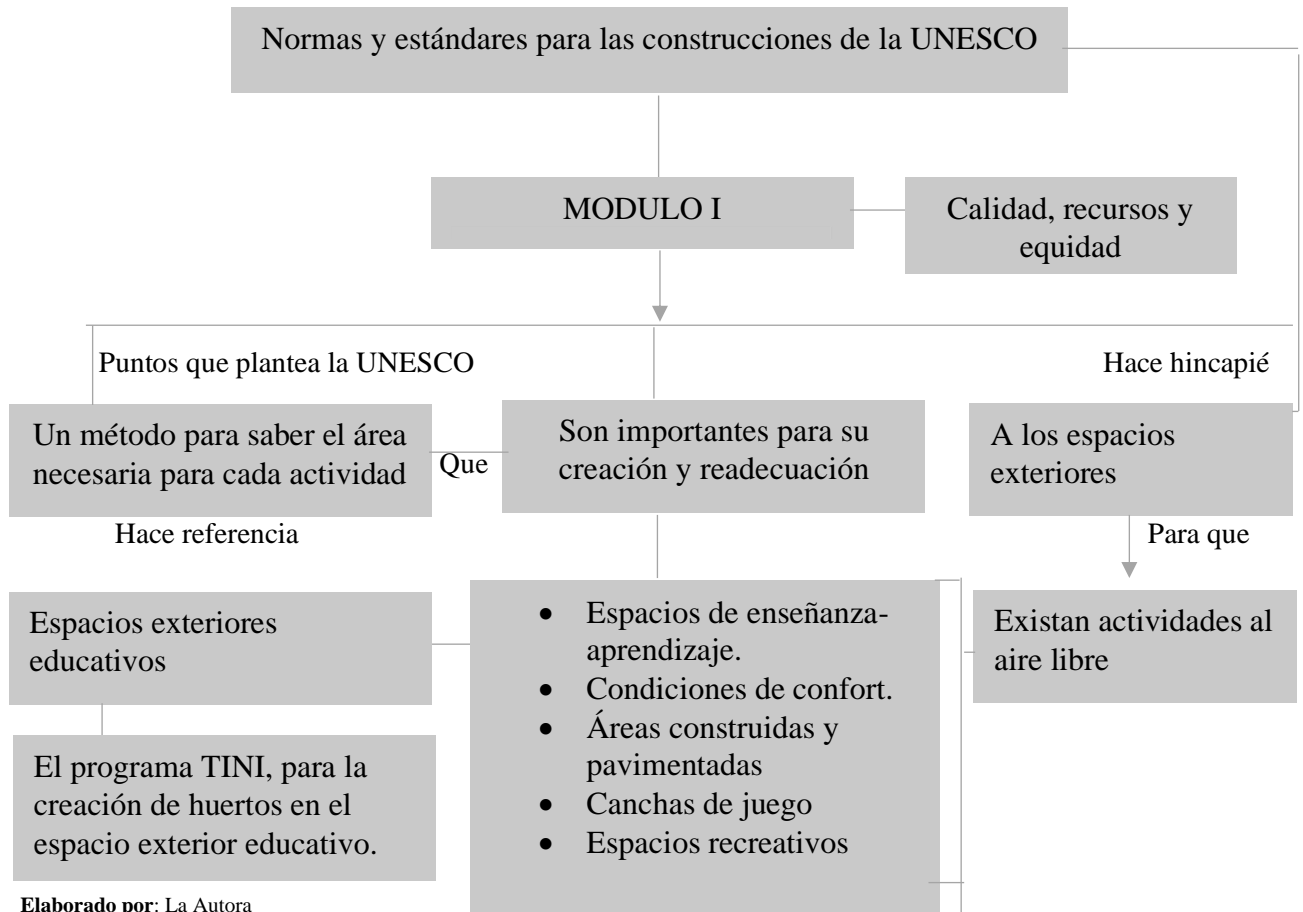 Normas y estándares para las construcciones de la UNESCO
MODULO I
Calidad, recursos y
equidad
Puntos que plantea la UNESCO
Hace hincapié
Un método para saber el área
necesaria para cada actividad
Que
Son importantes para su
creación y readecuación
A los espacios
exteriores
Hace referencia
Para que
Espacios exteriores
educativos
• Espacios de enseñanza-
aprendizaje.
• Condiciones de confort.
• Áreas construidas y
pavimentadas
• Canchas de juego
• Espacios recreativos
Existan actividades al
aire libre
El programa TINI, para la
creación de huertos en el
espacio exterior educativo.
Elaborado por: La Autora